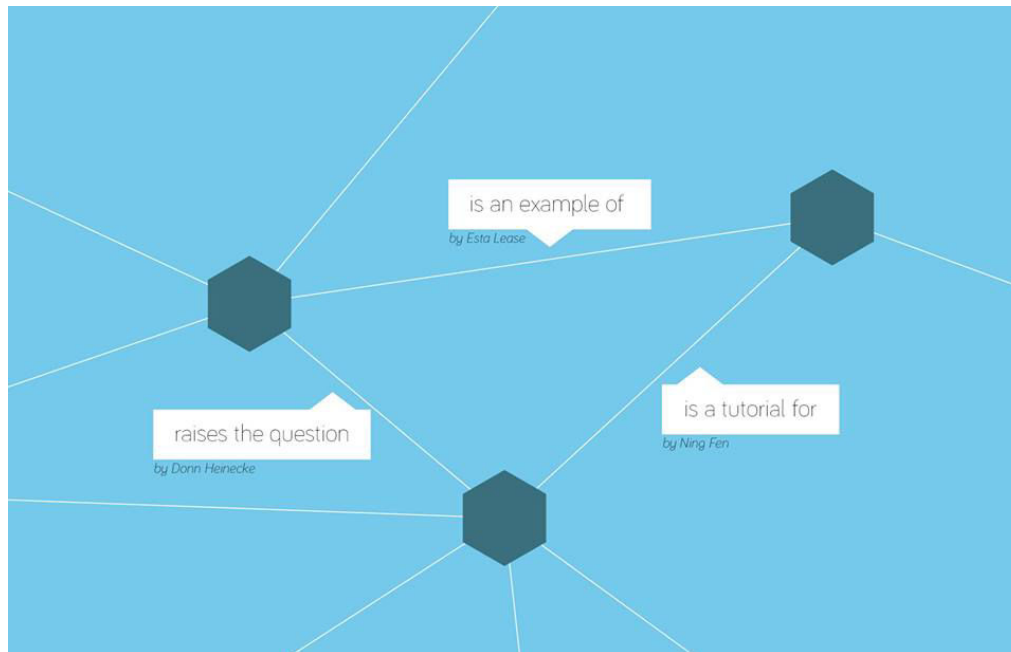 is an example of
by Esta Lease
is a tutorial for
by Ning Fen
raises the question
by Donn Heinecke